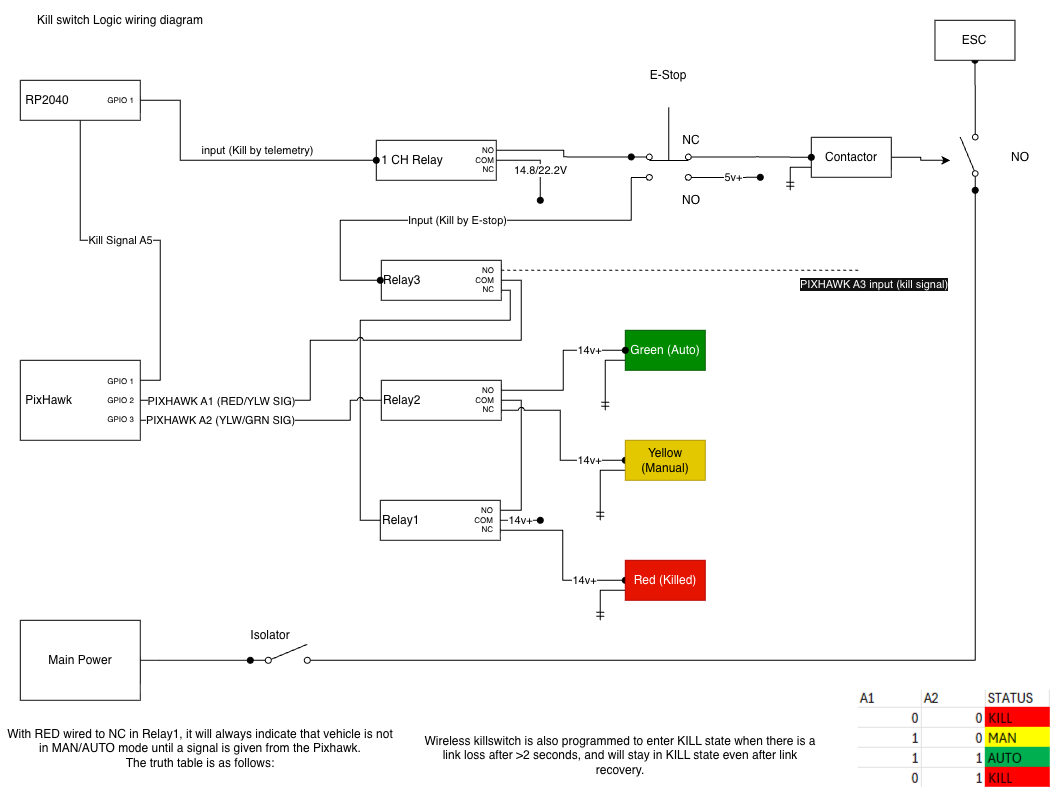 Kill switch Logic wiring diagram
ESC
E-Stop
RP2040
GPIO 1
NC
NO
input (Kill by telemetry)
1 CH Relay
NO
COM
NC
14.8/22.2V
Contactor
5v+
NO
Input (Kill by E-stop)
Kill Signal A5
Relay3
NO
COM
NC
PIXHAWK A3 input (kill signal)
14v+
Green (Auto)
PixHawk
GPIO 1
GPIO 2
GPIO 3
PIXHAWK A1 (RED/YLW SIG)
PIXHAWK A2 (YLW/GRN SIG)
Relay2
NO
COM
NC
14v+
Yellow
(Manual)
Relay1
NO
COM
NC
14v+
14v+
Red (Killed)
Main Power
Isolator
With RED wired to NC in Relay1, it will always indicate that vehicle is not
in MAN/AUTO mode until a signal is given from the Pixhawk.
The truth table is as follows:
Wireless killswitch is also programmed to enter KILL state when there is a
link loss after >2 seconds, and will stay in KILL state even after link
recovery.
A1 A2 STATUS
0 0 KILL
1 0 MAN
1 1 AUTO
0 1 KILL